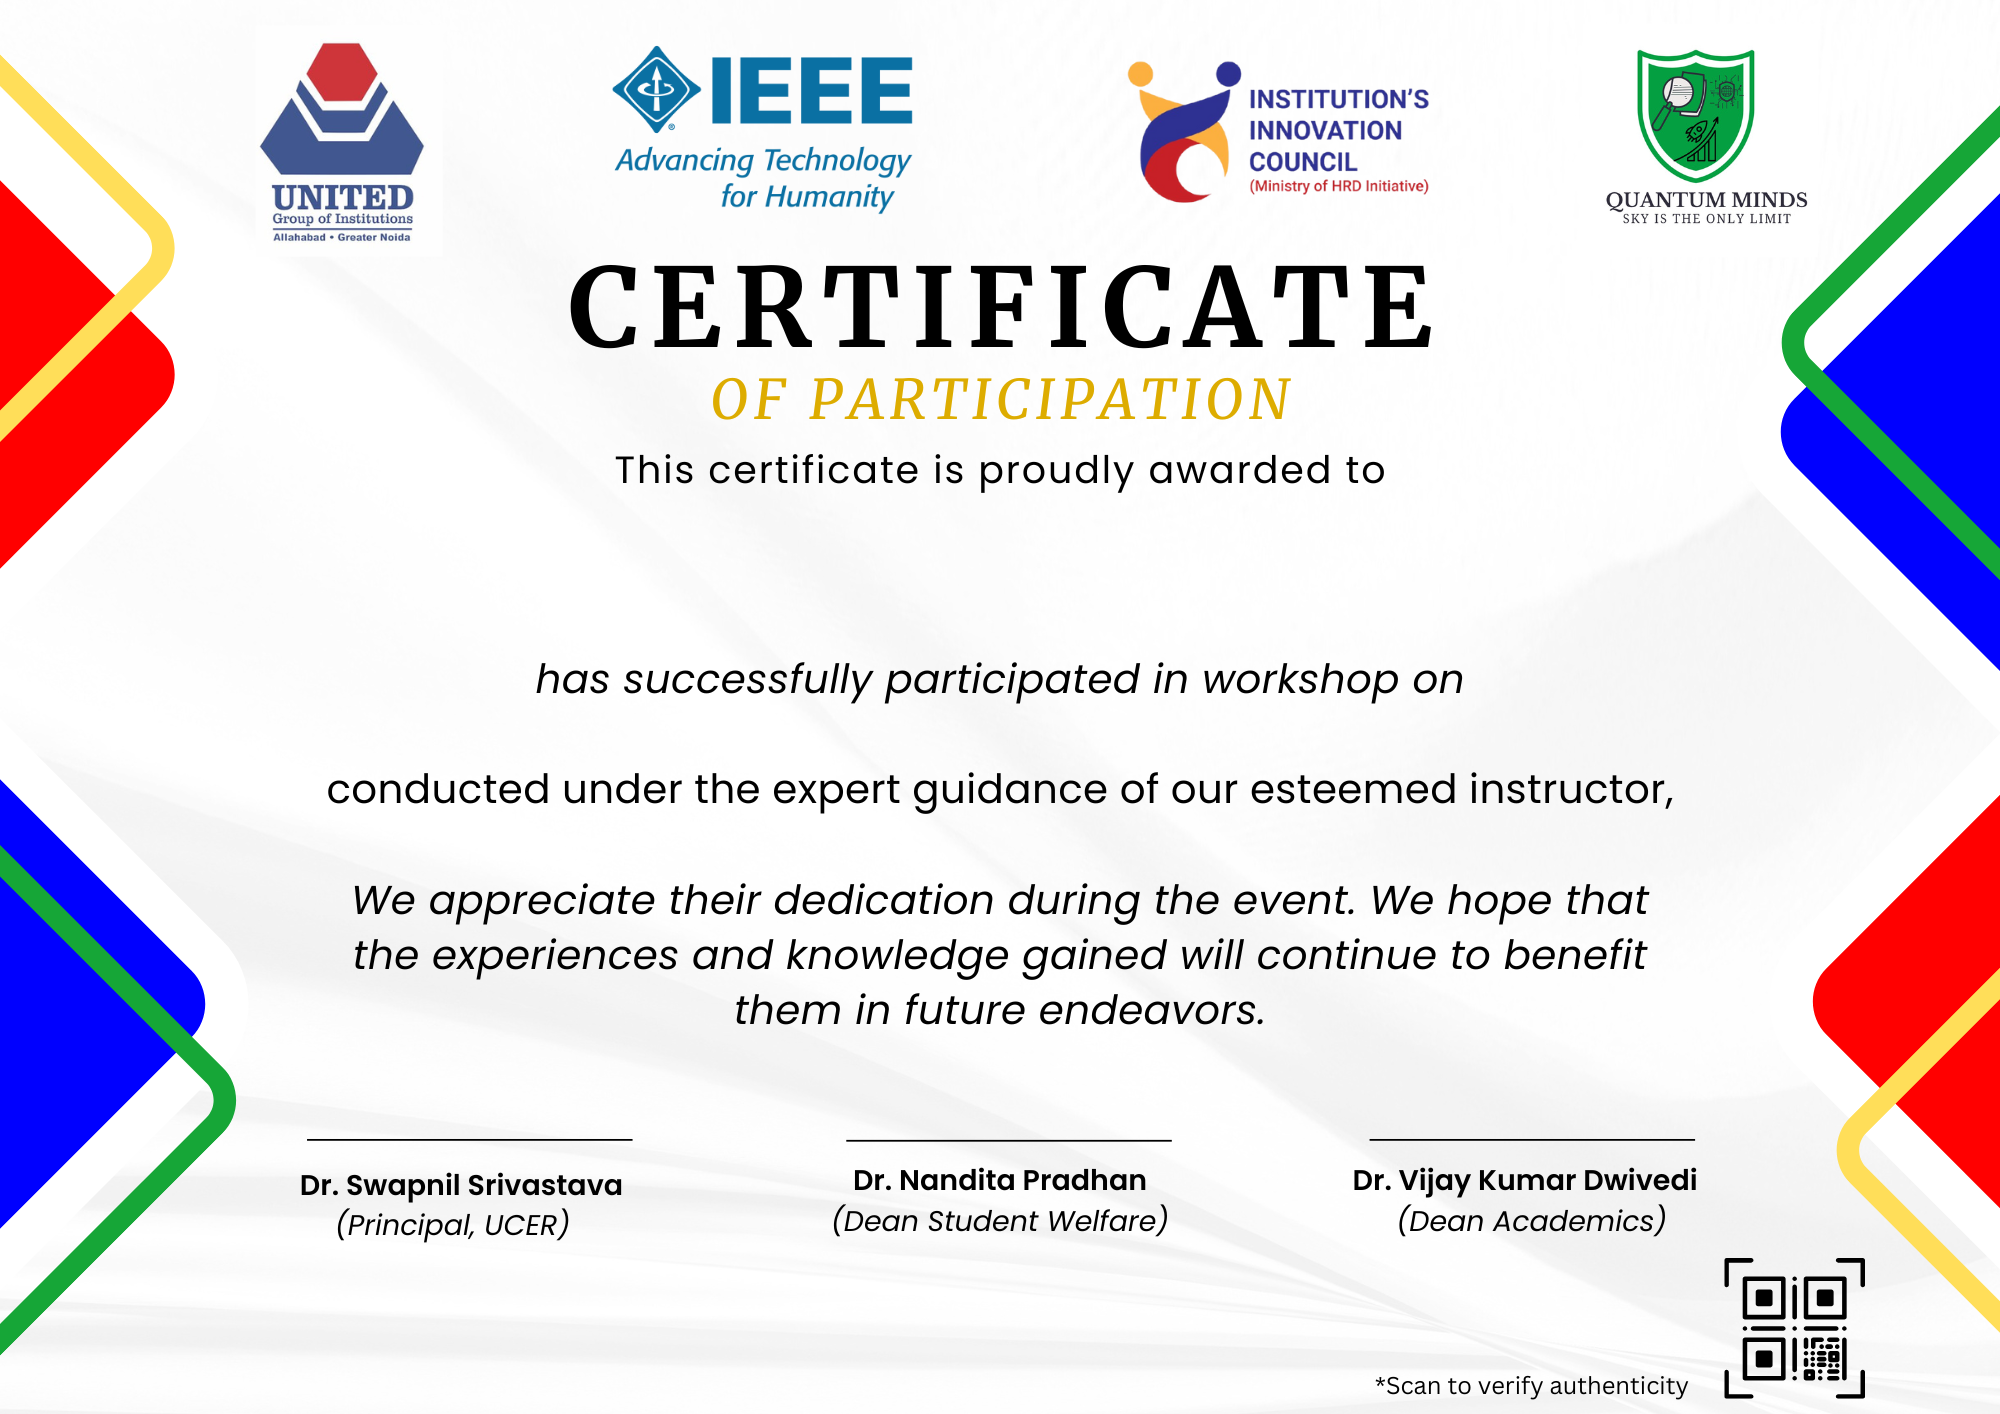 UNITED
Group of Institutions
Allahabad • Greater Noida
IEEE
®
Advancing Technology
for Humanity
INSTITUTION'S
INNOVATION
COUNCIL
(Ministry of HRD Initiative)
QUANTUM MINDS
SKY IS THE ONLY LIMIT
CERTIFICATE
OF PARTICIPATION
This certificate is proudly awarded to
has successfully participated in workshop on
conducted under the expert guidance of our esteemed instructor,
We appreciate their dedication during the event. We hope that
the experiences and knowledge gained will continue to benefit
them in future endeavors.
Dr. Swapnil Srivastava
(Principal, UCER)
Dr. Nandita Pradhan
(Dean Student Welfare)
Dr. Vijay Kumar Dwivedi
(Dean Academics)
*Scan to verify authenticity